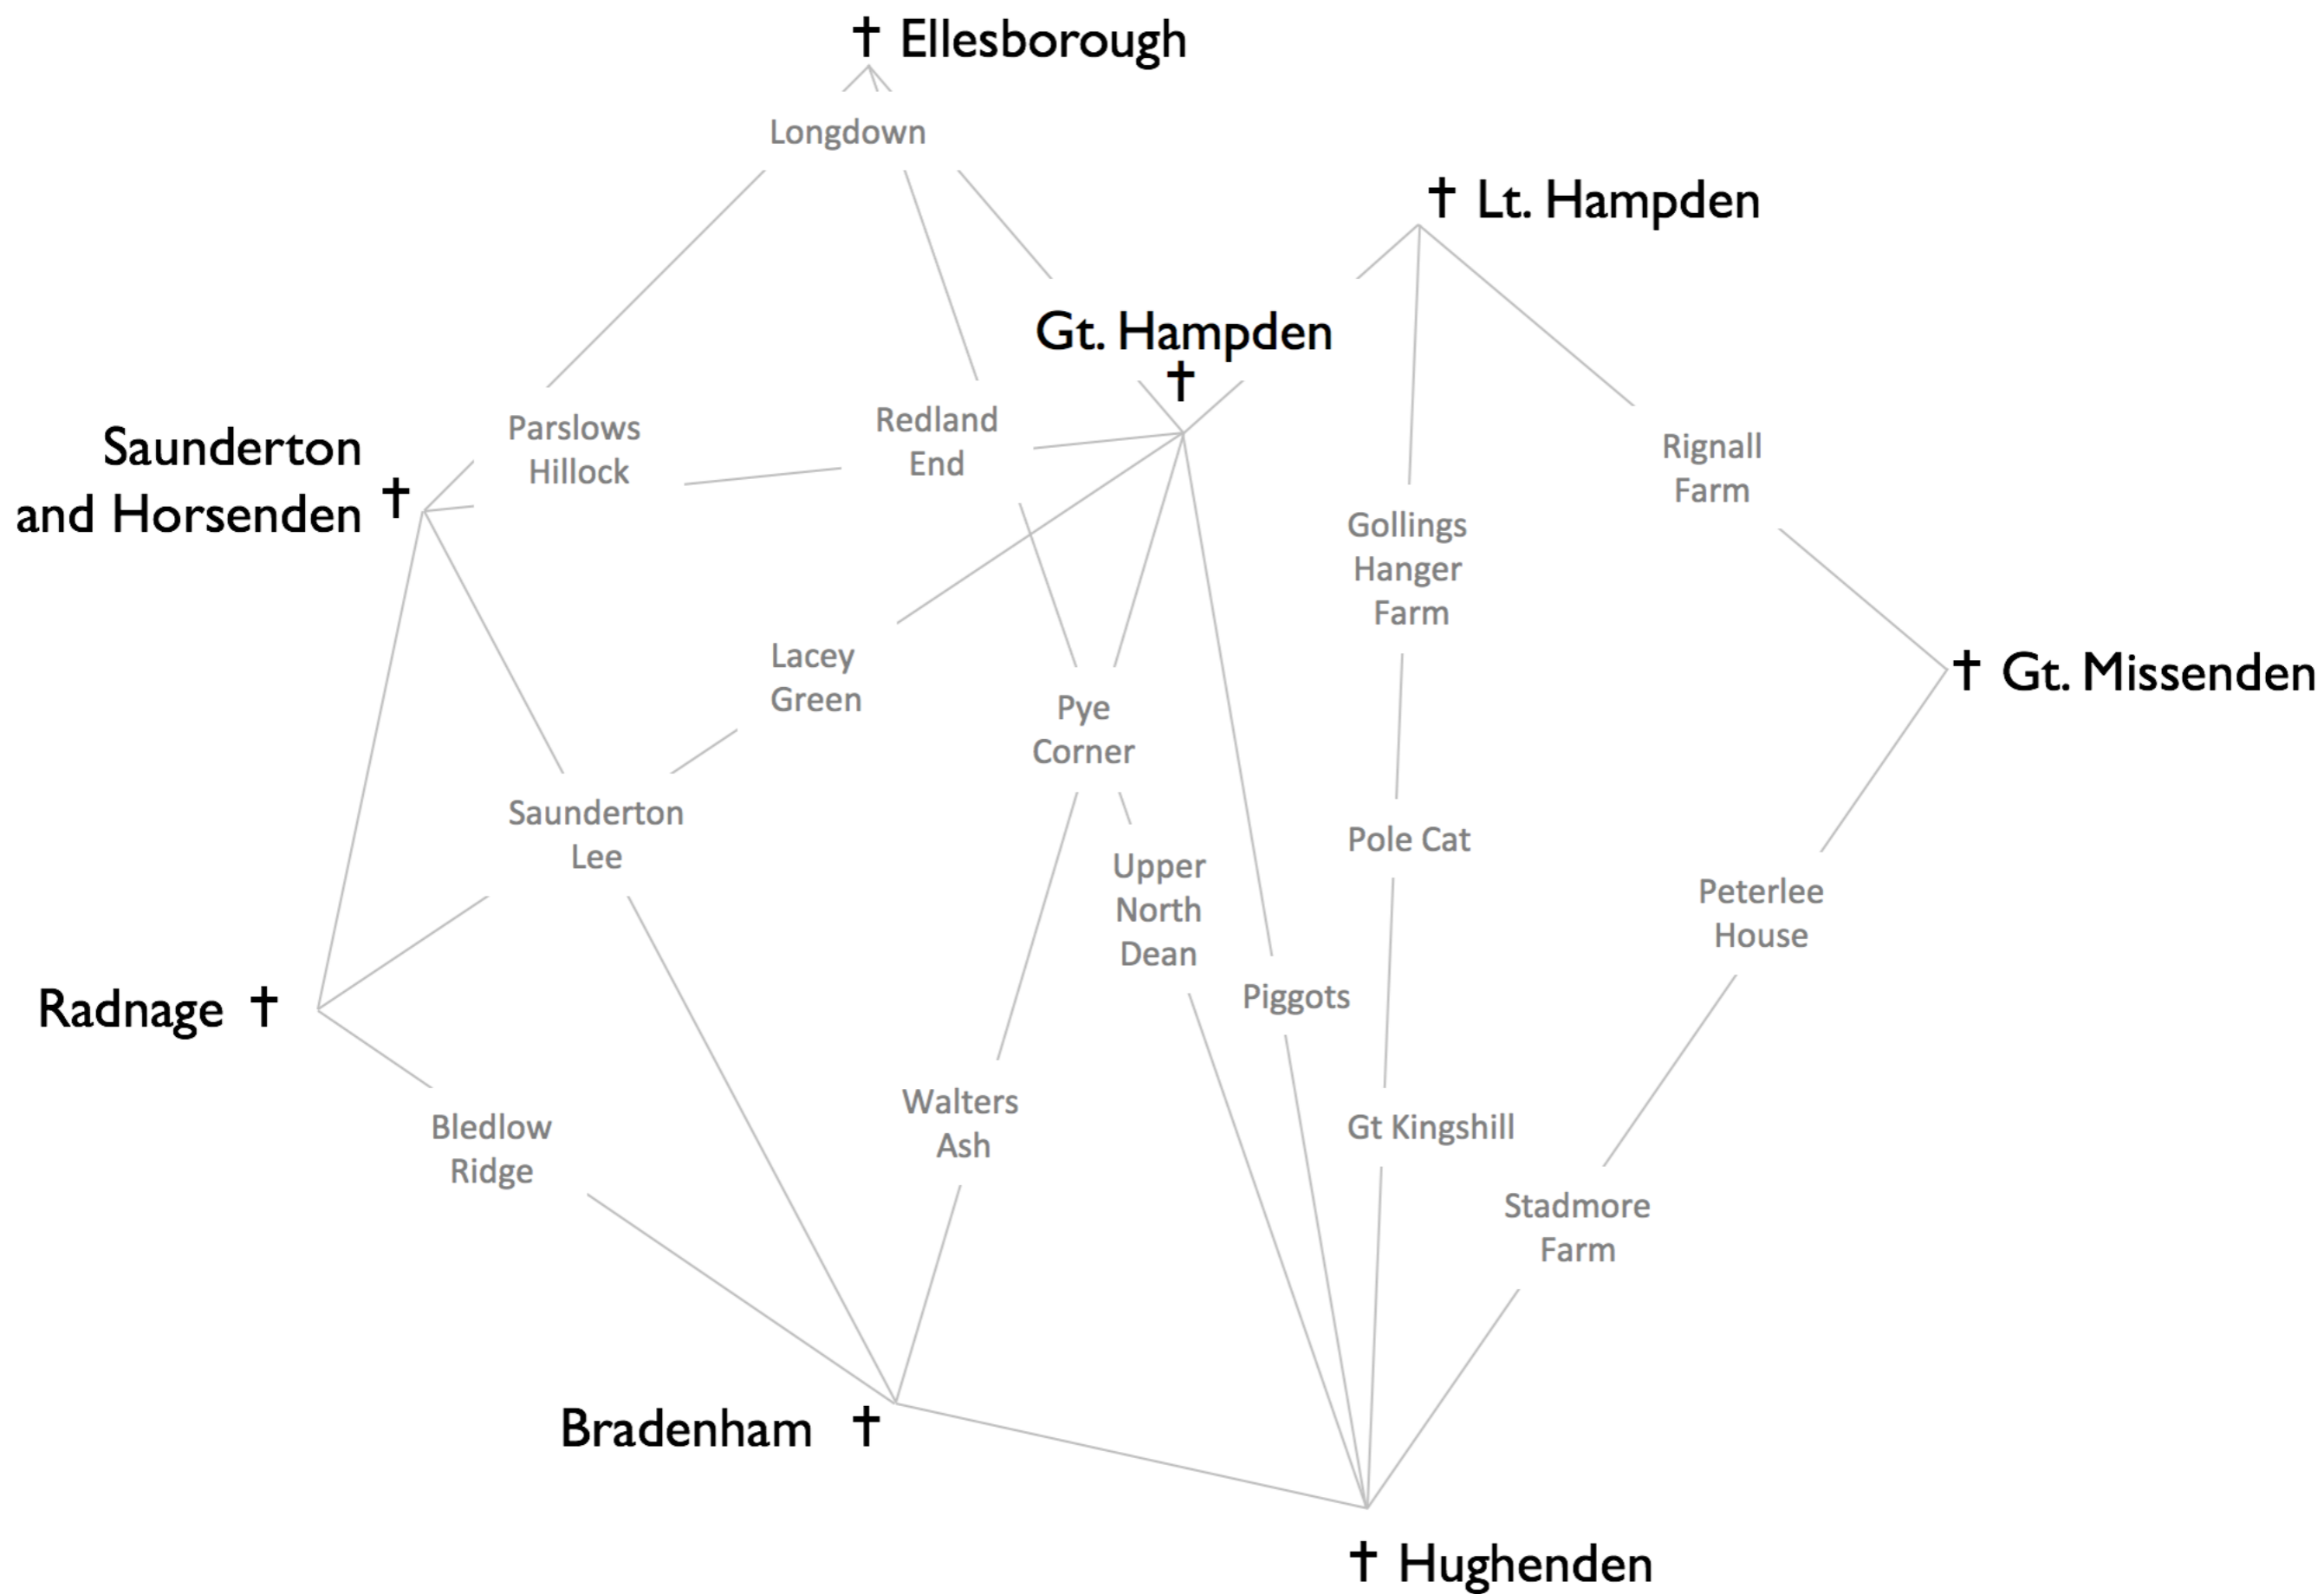 † Ellesborough
Longdown
† Lt. Hampden
Gt. Hampden
†
Parslows
Hillock
Redland
End
Saunderton
and Horsenden †
Rignall
Farm
Gollings
Hanger
Farm
Lacey
Green
Pye
Corner
† Gt. Missenden
Saunderton
Lee
Upper
North
Dean
Pole Cat
Peterlee
House
Piggots
Radnage †
Walters
Ash
Bledlow
Ridge
Gt Kingshill
Stadmore
Farm
Bradenham †
† Hughenden